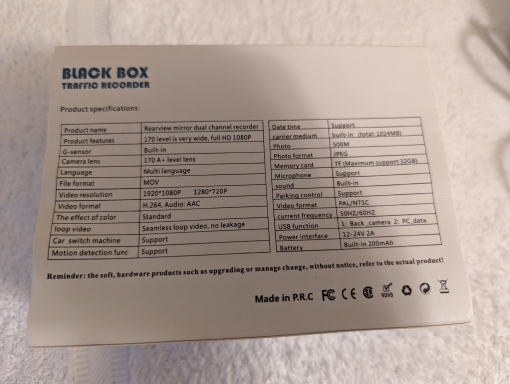 BLACK BOX
TRAFFIC RECORDER
Product specifications:
Product name Rearview mirror dual channel recorder
Product features 170 level is very wide, full HD 1080P
G-sensor Built-in
Camera lens 170 A+ level lens
Language Multi language
File format MOV
Video resolution 1920*1080P 1280*720P
Video format H.264, Audio: AAC
The effect of color Standard
loop video Seamless loop video, no leakage
Car switch machine Support
Motion detection func Support
Date time Support
carrier medium built-in (total: 1024MB)
Photo 500M
Photo format JPEG
Memory card TF (Maximum support 32GB)
Microphone Support
sound Built-in
Parking control Support
Video format PAL/NTSC
current frequency 50HZ/60HZ
USB function 1: Back_camera 2: PC_data
Power interface 12-24V 2A
Battery Built-in 200mAh
Reminder: the soft, hardware products such as upgrading or manage change, without notice, refer to the actual product!
Made in P.R.C FC CE RoHS